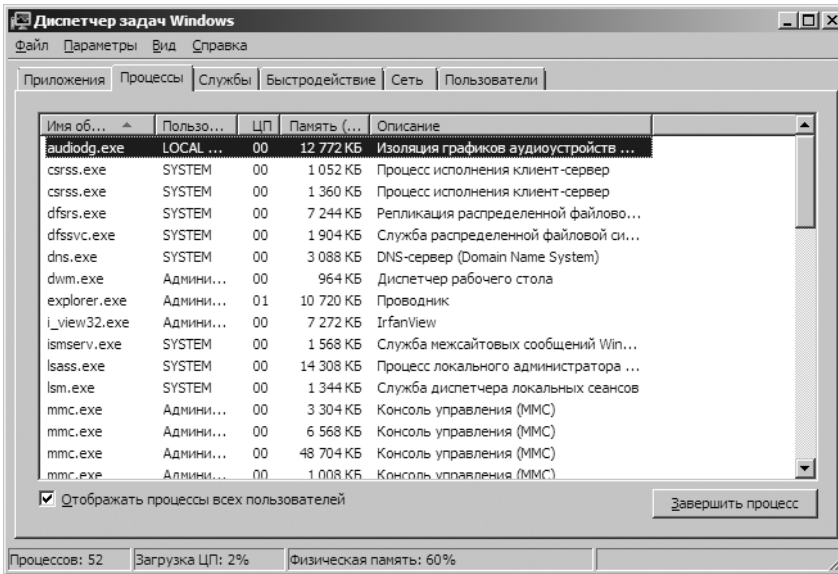 Диспетчер задач Windows
Файл Параметры Вид Справка
Приложения Процессы Службы Быстродействие Сеть Пользователи
Имя об... Пользо... ЦП Память (... Описание
audiodg.exe LOCAL ... 00 12 772 КБ Изоляция графиков аудиоустройств ...
csrss.exe SYSTEM 00 1 052 КБ Процесс исполнения клиент-сервер
csrss.exe SYSTEM 00 1 360 КБ Процесс исполнения клиент-сервер
dfsrs.exe SYSTEM 00 7 244 КБ Репликация распределенной файлово...
dfssvc.exe SYSTEM 00 1 904 КБ Служба распределенной файловой си...
dns.exe SYSTEM 00 3 088 КБ DNS-сервер (Domain Name System)
dwm.exe Админи... 00 964 КБ Диспетчер рабочего стола
explorer.exe Админи... 01 10 720 КБ Проводник
i_view32.exe Админи... 00 7 272 КБ IrfanView
ismserv.exe SYSTEM 00 1 568 КБ Служба межсайтовых сообщений Win...
lsass.exe SYSTEM 00 14 308 КБ Процесс локального администратора ...
lsm.exe SYSTEM 00 1 344 КБ Служба диспетчера локальных сеансов
mmc.exe Админи... 00 3 304 КБ Консоль управления (MMC)
mmc.exe Админи... 00 6 568 КБ Консоль управления (MMC)
mmc.exe Админи... 00 48 704 КБ Консоль управления (MMC)
mmc.exe Админи... 00 1 008 КБ Консоль управления (MMC)
Отображать процессы всех пользователей Завершить процесс
Процессов: 52 Загрузка ЦП: 2% Физическая память: 60%